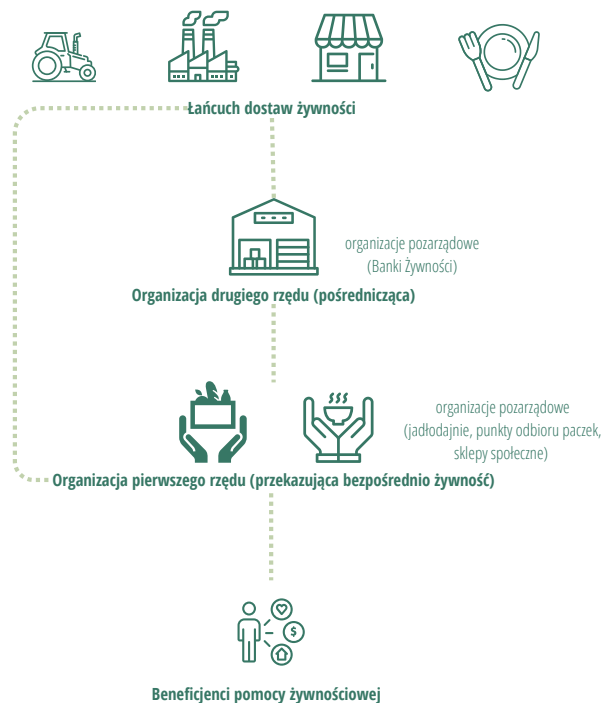 Łańcuch dostaw żywności
organizacje pozarządowe
(Banki Żywności)
Organizacja drugiego rzędu (pośrednicząca)
organizacje pozarządowe
(jadłodajnie, punkty odbioru paczek,
sklepy społeczne)
Organizacja pierwszego rzędu (przekazująca bezpośrednio żywność)
$
Beneficjenci pomocy żywnościowej